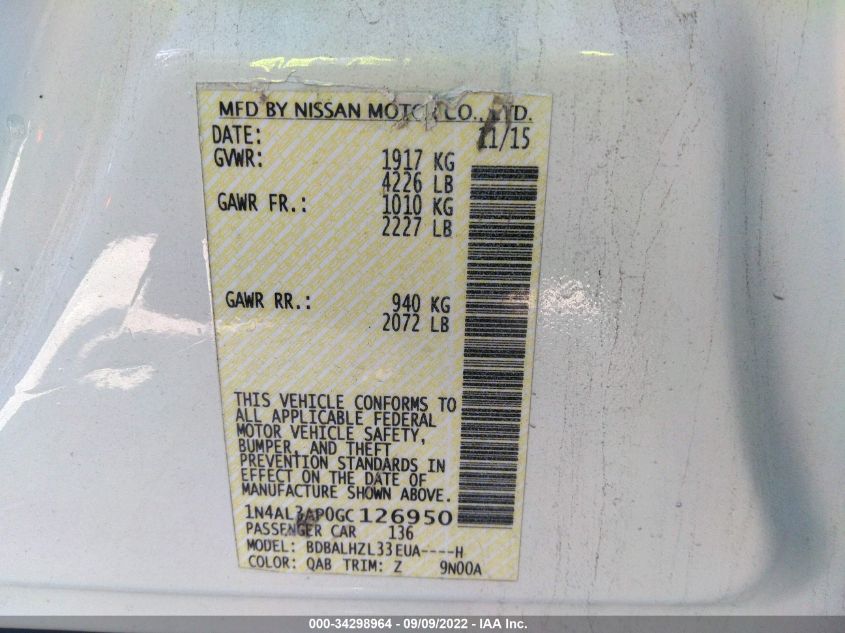 MFD BY NISSAN MOTOR CO., LTD.
DATE: 11/15
GVWR: 1917 KG
4226 LB
GAWR FR.: 1010 KG
2227 LB
GAWR RR.: 940 KG
2072 LB
THIS VEHICLE CONFORMS TO
ALL APPLICABLE FEDERAL
MOTOR VEHICLE SAFETY,
BUMPER, AND THEFT
PREVENTION STANDARDS IN
EFFECT ON THE DATE OF
MANUFACTURE SHOWN ABOVE.
1N4AL3AP0GC126950
PASSENGER CAR 136
MODEL: BDBALHZL33EUA----H
COLOR: QAB TRIM: Z 9N00A
000-34298964 - 09/09/2022 - IAA Inc.